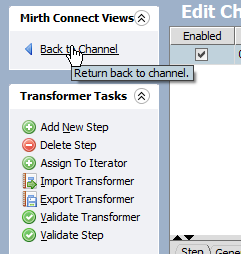 Mirth Connect Views
Edit Ch
Enabled
Back to Channel
Return back to channel.
Transformer Tasks
Add New Step
Delete Step
Assign To Iterator
Import Transformer
Export Transformer
Validate Transformer
Validate Step
Step
Gene